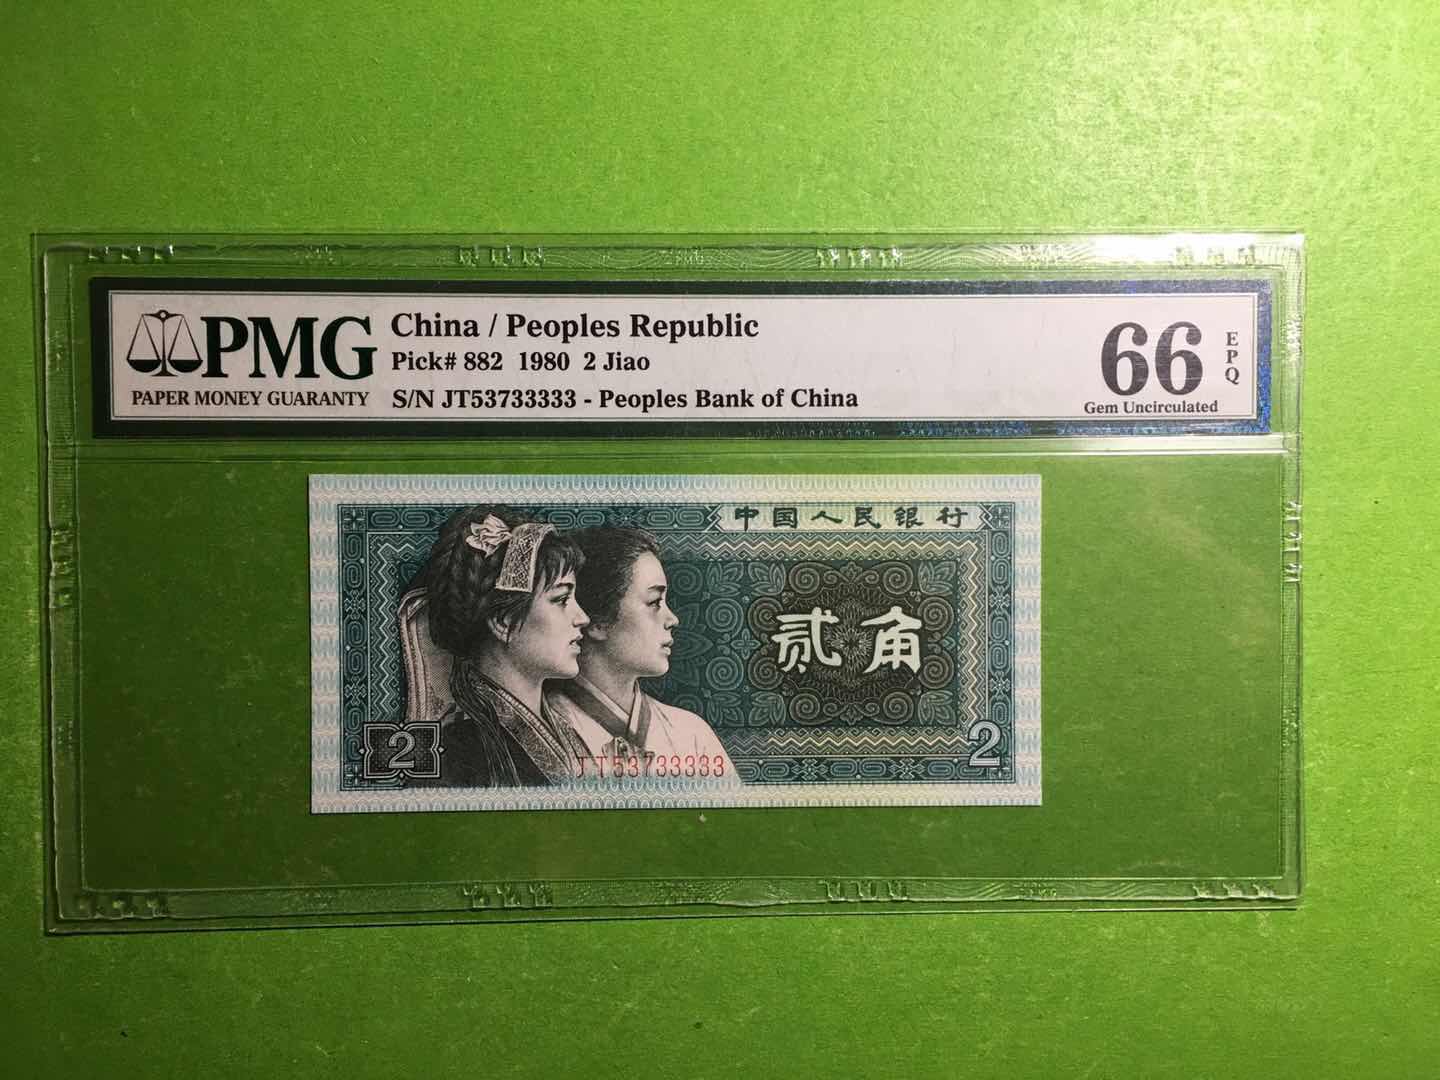 PMG
PAPER MONEY GUARANTY
China / Peoples Republic
Pick# 882 1980 2 Jiao
S/N JT53733333 - Peoples Bank of China
66
EPQ
Gem Uncirculated
中国人民银行
贰角
2
2
JT53733333